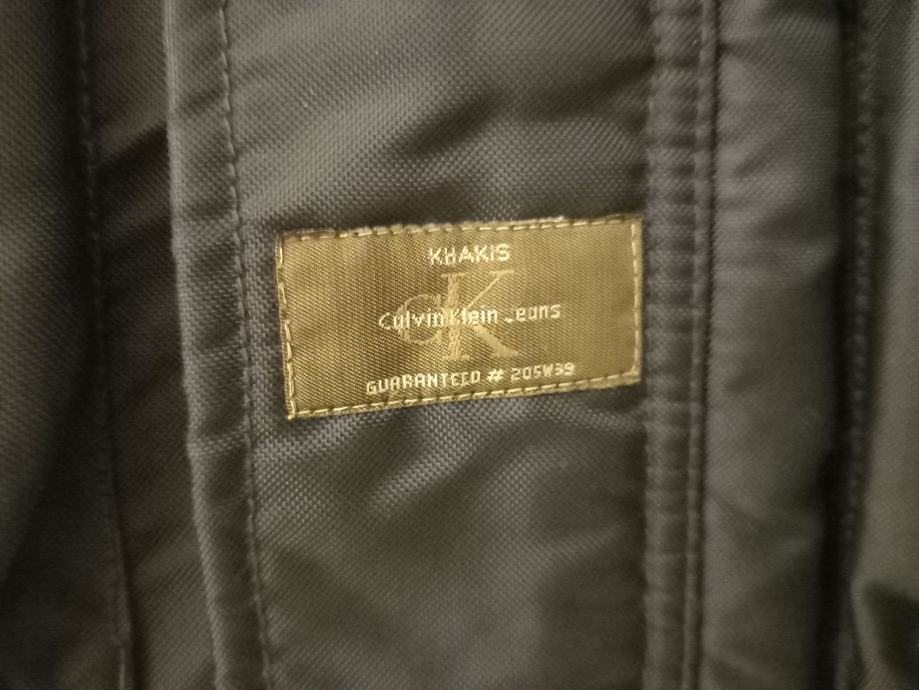 KHAKIS
cK
Calvin Klein Jeans
GUARANTEED # 205W39